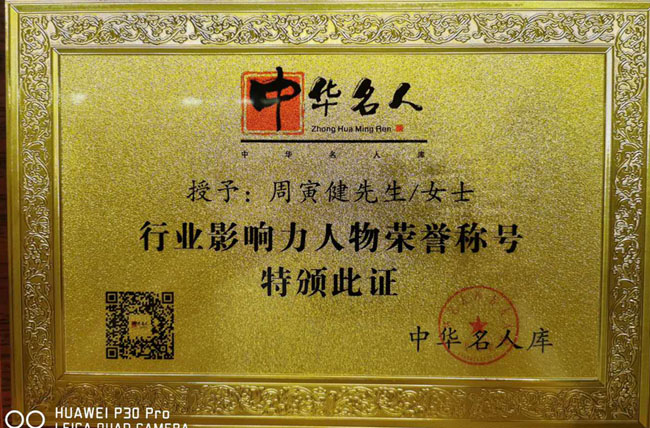 中华名人
Zhong Hua Ming Ren
中华名人库
授予：周寅健先生/女士
行业影响力人物荣誉称号
特颁此证
中华名人库
HUAWEI P30 Pro
LEICA QUAD CAMERA